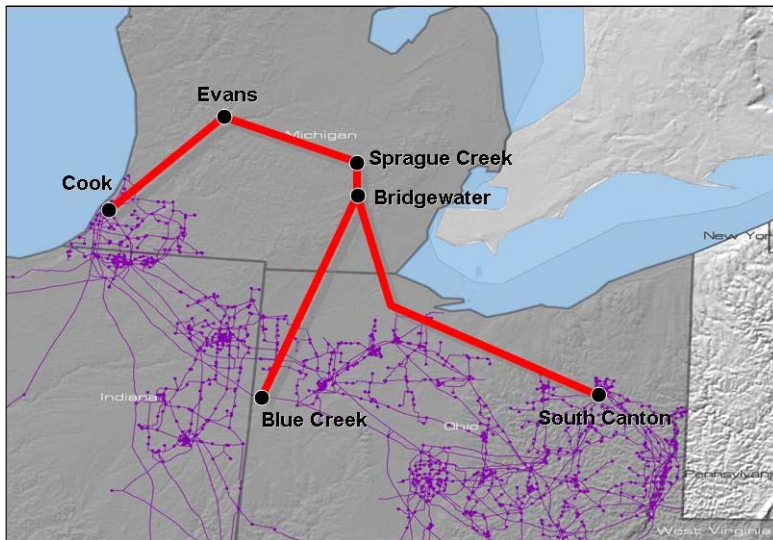 Evans
Michigan
Sprague Creek
Cook
Bridgewater
New York
Indiana
Blue Creek
South Canton
Ohio
Pennsylvania
West Virginia